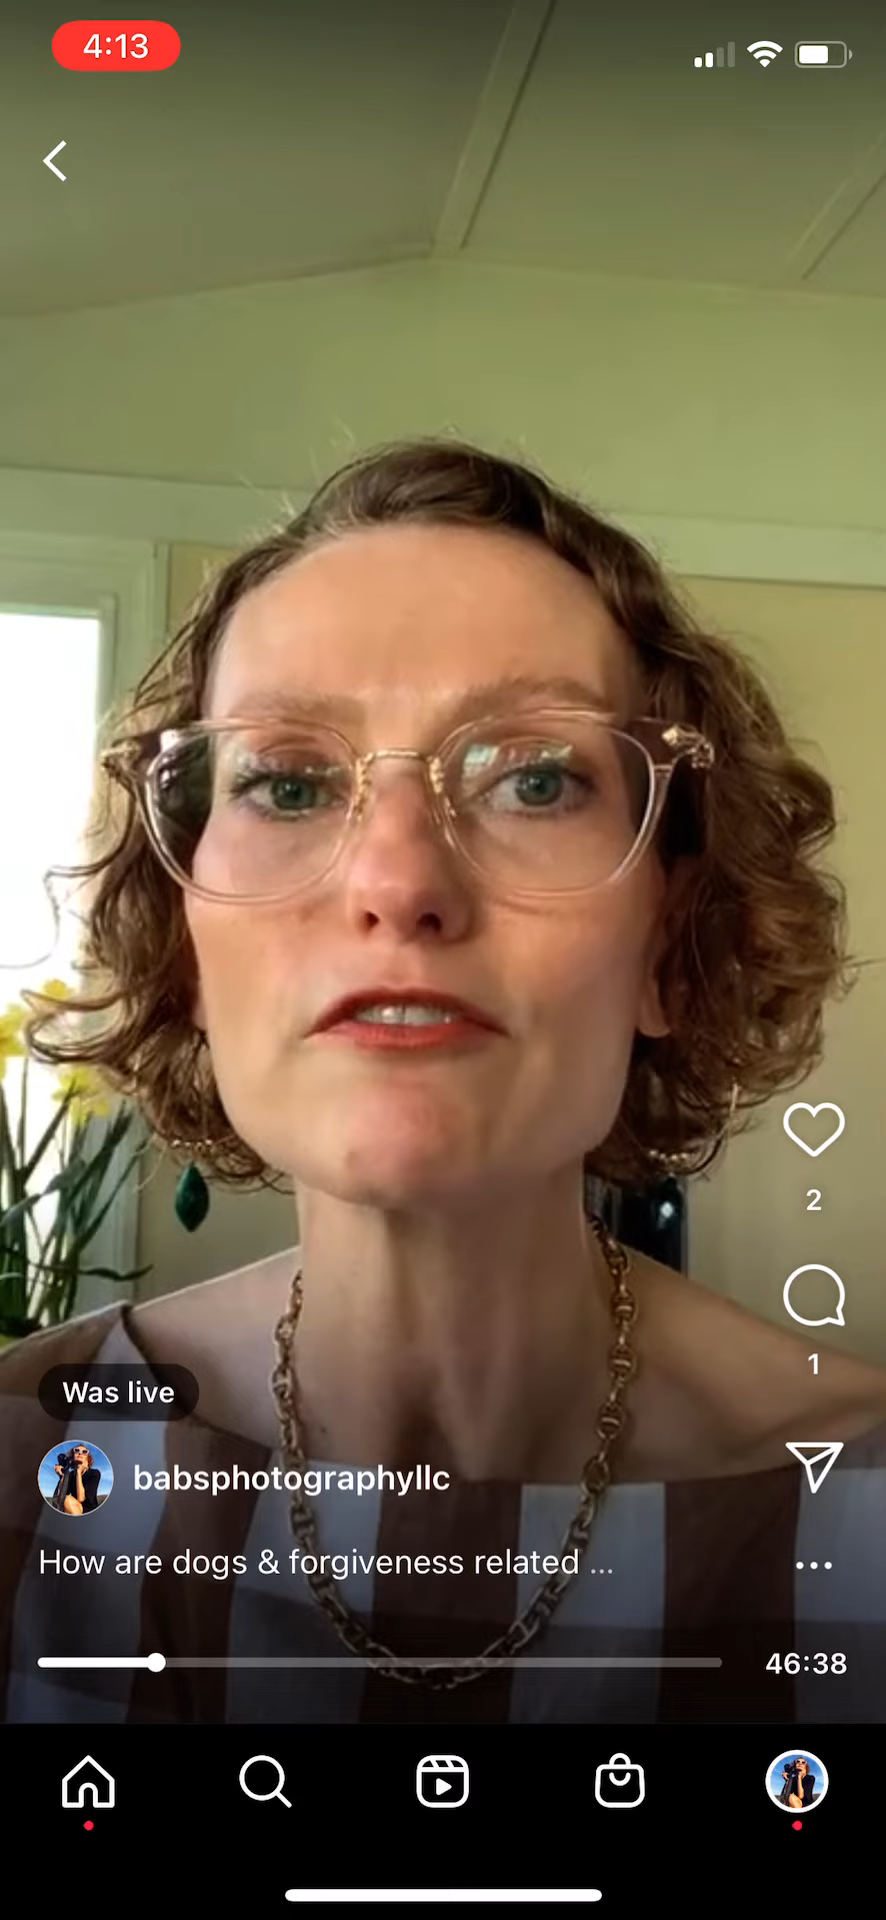 4:13
2
1
Was live
babsphotographyllc
How are dogs & forgiveness related ...
46:38